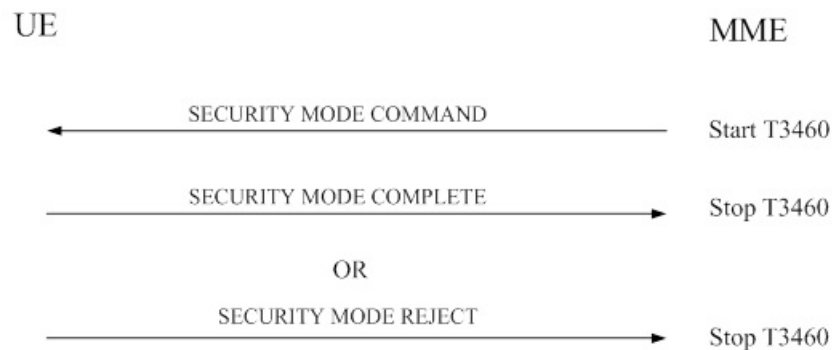 UE
MME
SECURITY MODE COMMAND
Start T3460
SECURITY MODE COMPLETE
Stop T3460
OR
SECURITY MODE REJECT
Stop T3460